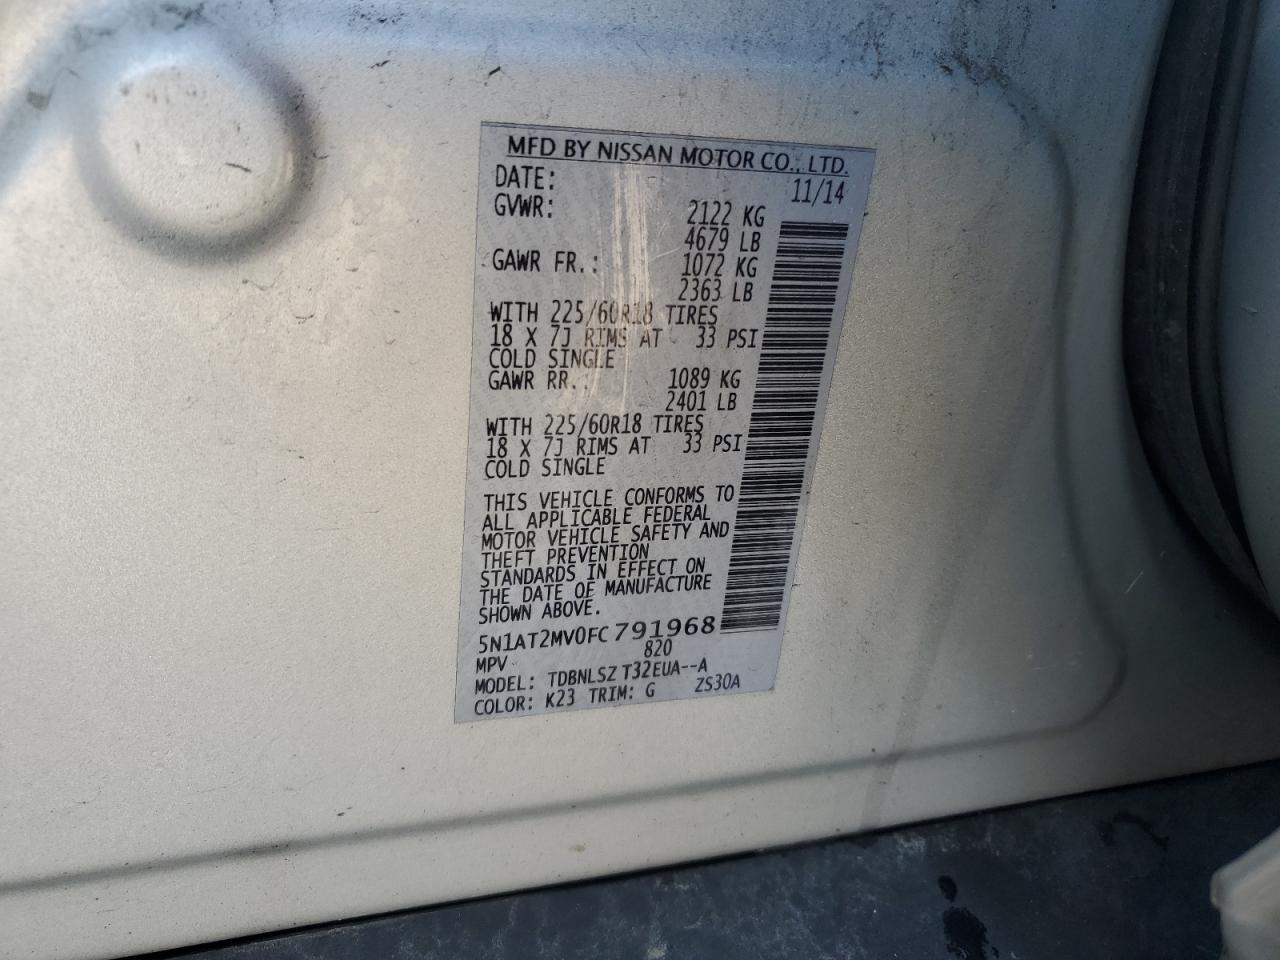 MFD BY NISSAN MOTOR CO., LTD.
DATE: 11/14
GVWR: 2122 KG
4679 LB
GAWR FR.: 1072 KG
2363 LB
WITH 225/60R18 TIRES
18 X 7J RIMS AT 33 PSI
COLD SINGLE
GAWR RR.: 1089 KG
2401 LB
WITH 225/60R18 TIRES
18 X 7J RIMS AT 33 PSI
COLD SINGLE
THIS VEHICLE CONFORMS TO
ALL APPLICABLE FEDERAL
MOTOR VEHICLE SAFETY AND
THEFT PREVENTION
STANDARDS IN EFFECT ON
THE DATE OF MANUFACTURE
SHOWN ABOVE.
5N1AT2MV0FC791968
MPV 820
MODEL: TDBNLSZ T32EUA--A
COLOR: K23 TRIM: G ZS30A